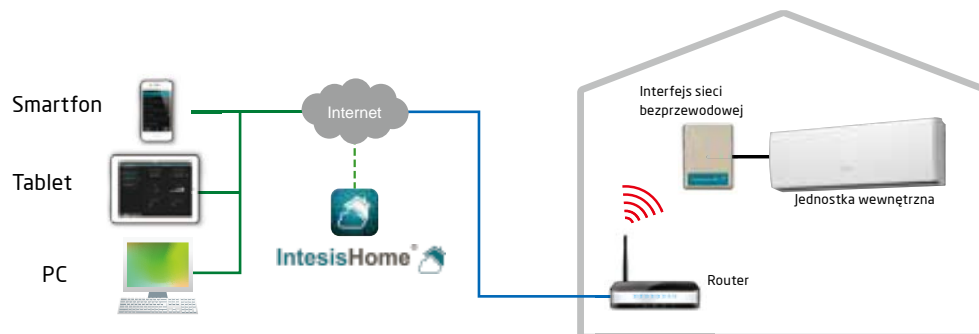 Smartfon
Tablet
PC
Internet
IntesisHome®
Interfejs sieci
bezprzewodowej
Jednostka wewnętrzna
Router